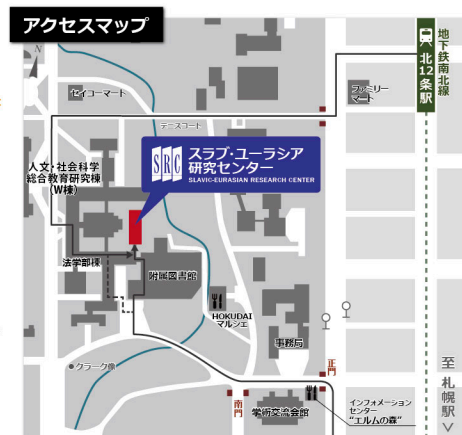 アクセスマップ
N
地下鉄南北線
北12条駅
セイコーマート
ファミリー
マート
テニスコート
人文・社会科学
総合教育研究棟
(W棟)
SRC
スラブ・ユーラシア
研究センター
SLAVIC-EURASIAN RESEARCH CENTER
法学部棟
附属図書館
HOKUDAI
マルシェ
事務局
クラーク像
正門
南門
学術交流会館
インフォメーション
センター
“エルムの森”
至札幌駅